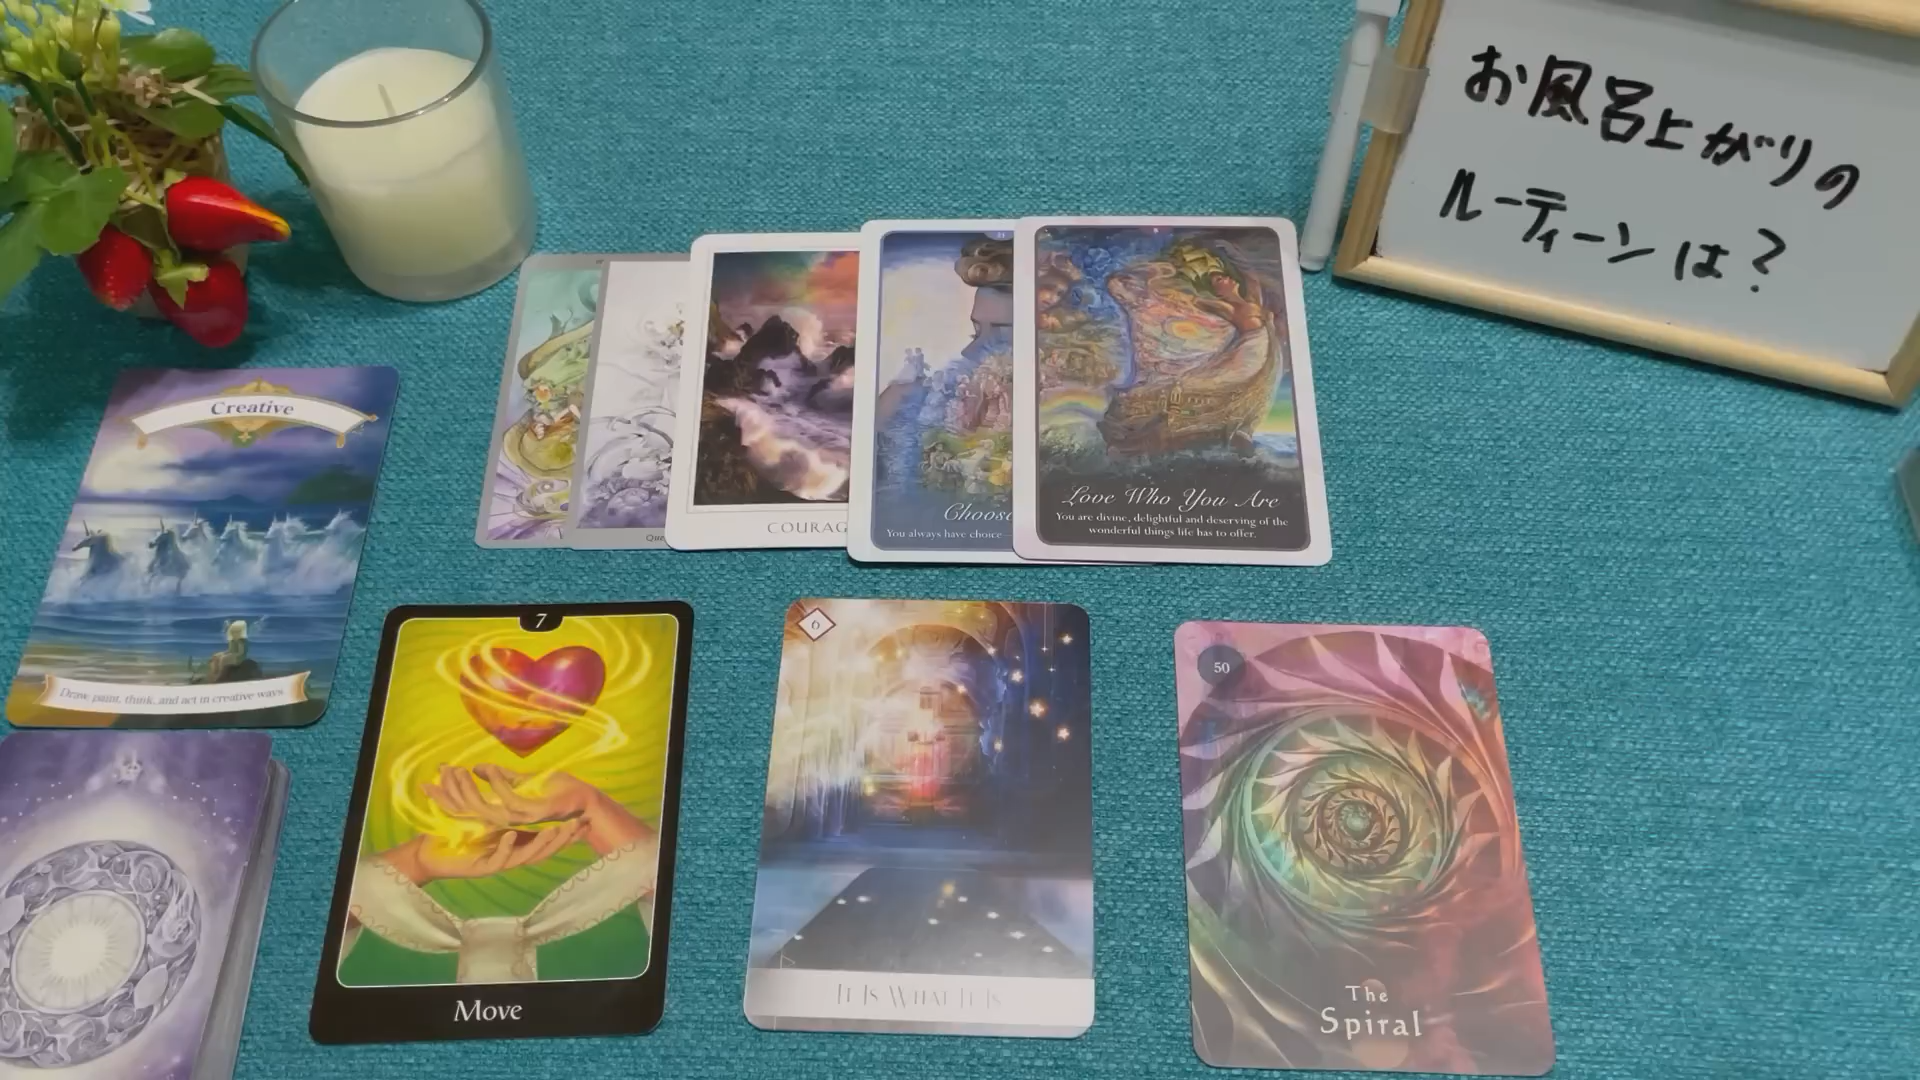 お風呂上がりの
ルーティーンは?
Creative
Draw, paint, think, and act in creative ways.
COURAG
21
Choose
You always have choice—
Love Who You Are
You are divine, delightful and deserving of the
wonderful things life has to offer.
7
Move
6
IT IS WHAT IT IS
50
The
Spiral